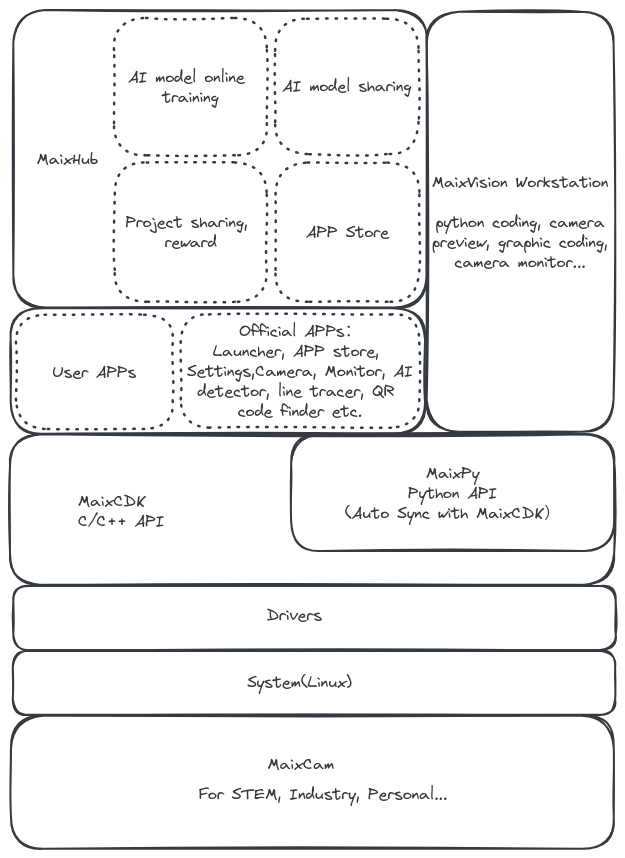 AI model online
training
AI model sharing
MaixHub
Project sharing,
reward
APP Store
MaixVision Workstation
python coding, camera
preview, graphic coding,
camera monitor...
User APPs
Official APPs:
Launcher, APP store,
Settings,Camera, Monitor, AI
detector, line tracer, QR
code finder etc.
MaixCDK
C/C++ API
MaixPy
Python API
(Auto Sync with MaixCDK)
Drivers
System(Linux)
MaixCam
For STEM, Industry, Personal...